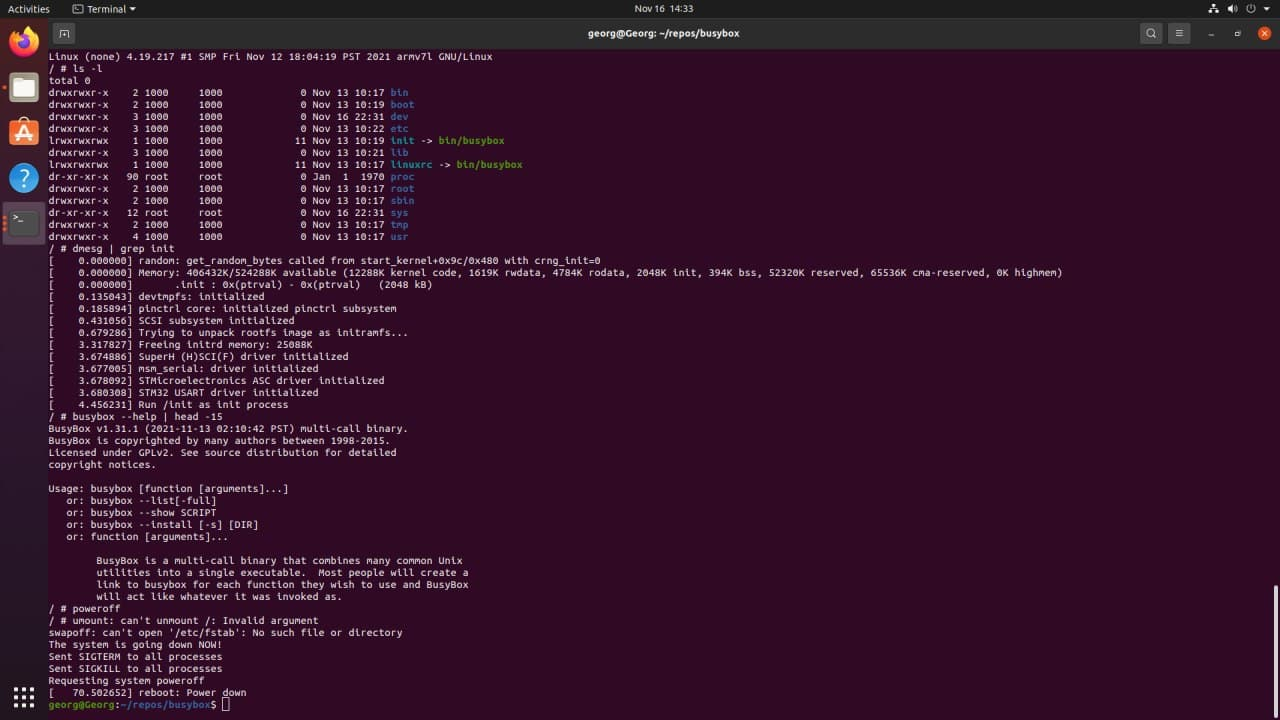 Activities Terminal Nov 16 14:33
georg@Georg: ~/repos/busybox
Linux (none) 4.19.217 #1 SMP Fri Nov 12 18:04:19 PST 2021 armv7l GNU/Linux
/ # ls -l
total 0
drwxrwxr-x    2 1000     1000             0 Nov 13 10:17 bin
drwxrwxr-x    2 1000     1000             0 Nov 13 10:19 boot
drwxrwxr-x    3 1000     1000             0 Nov 16 22:31 dev
drwxrwxr-x    3 1000     1000             0 Nov 13 10:22 etc
lrwxrwxrwx    1 1000     1000            11 Nov 13 10:19 init -> bin/busybox
drwxrwxr-x    3 1000     1000             0 Nov 13 10:21 lib
lrwxrwxrwx    1 1000     1000            11 Nov 13 10:17 linuxrc -> bin/busybox
dr-xr-xr-x   90 root     root             0 Jan  1  1970 proc
drwxrwxr-x    2 1000     1000             0 Nov 13 10:17 root
drwxrwxr-x    2 1000     1000             0 Nov 13 10:17 sbin
dr-xr-xr-x   12 root     root             0 Nov 16 22:31 sys
drwxrwxr-x    2 1000     1000             0 Nov 13 10:17 tmp
drwxrwxr-x    4 1000     1000             0 Nov 13 10:17 usr
/ # dmesg | grep init
[    0.000000] random: get_random_bytes called from start_kernel+0x9c/0x480 with crng_init=0
[    0.000000] Memory: 406432K/524288K available (12288K kernel code, 1619K rwdata, 4784K rodata, 2048K init, 394K bss, 52320K reserved, 65536K cma-reserved, 0K highmem)
[    0.000000]       .init : 0x(ptrval) - 0x(ptrval)   (2048 kB)
[    0.135043] devtmpfs: initialized
[    0.185894] pinctrl core: initialized pinctrl subsystem
[    0.431056] SCSI subsystem initialized
[    0.679286] Trying to unpack rootfs image as initramfs...
[    3.317827] Freeing initrd memory: 25088K
[    3.674886] SuperH (H)SCI(F) driver initialized
[    3.677005] msm_serial: driver initialized
[    3.678092] STMicroelectronics ASC driver initialized
[    3.680308] STM32 USART driver initialized
[    4.456231] Run /init as init process
/ # busybox --help | head -15
BusyBox v1.31.1 (2021-11-13 02:10:42 PST) multi-call binary.
BusyBox is copyrighted by many authors between 1998-2015.
Licensed under GPLv2. See source distribution for detailed
copyright notices.
Usage: busybox [function [arguments]...]
   or: busybox --list[-full]
   or: busybox --show SCRIPT
   or: busybox --install [-s] [DIR]
   or: function [arguments]...
        BusyBox is a multi-call binary that combines many common Unix
        utilities into a single executable.  Most people will create a
        link to busybox for each function they wish to use and BusyBox
        will act like whatever it was invoked as.
/ # poweroff
/ # umount: can't unmount /: Invalid argument
swapoff: can't open '/etc/fstab': No such file or directory
The system is going down NOW!
Sent SIGTERM to all processes
Sent SIGKILL to all processes
Requesting system poweroff
[   70.502652] reboot: Power down
georg@Georg:~/repos/busybox$